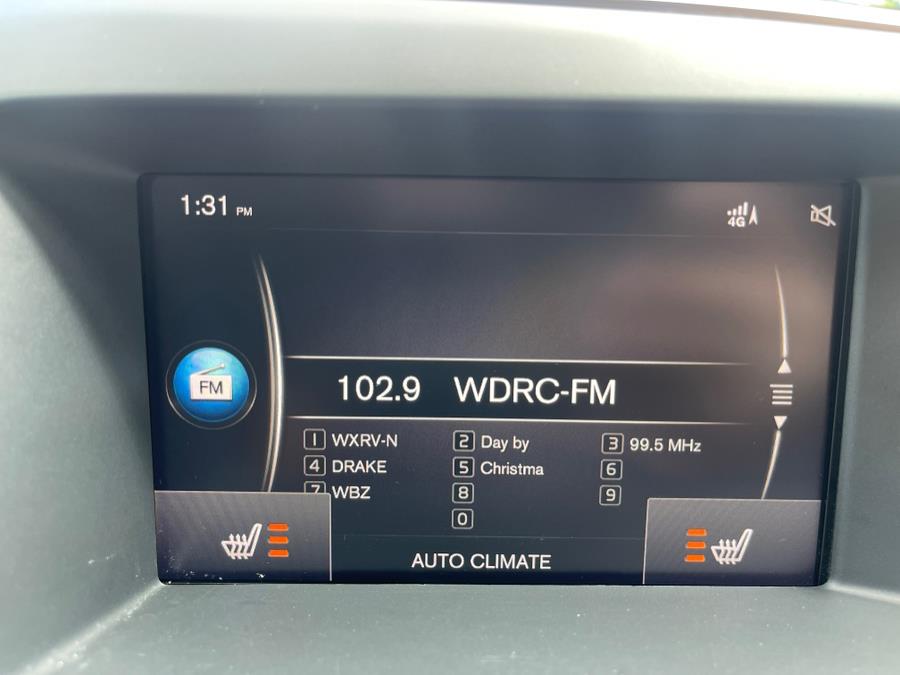 1:31 PM
4G
FM
102.9 WDRC-FM
1 WXRV-N 2 Day by 3 99.5 MHz
4 DRAKE 5 Christma 6
7 WBZ 8 9
0
AUTO CLIMATE